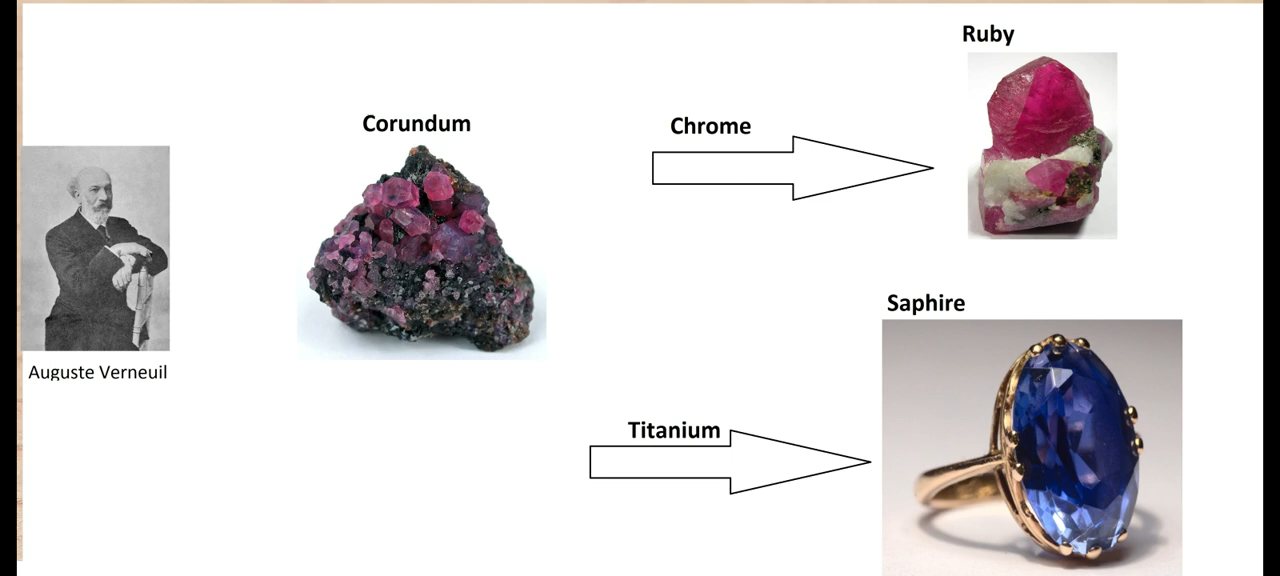 Ruby
Corundum
Chrome
Auguste Verneuil
Saphire
Titanium